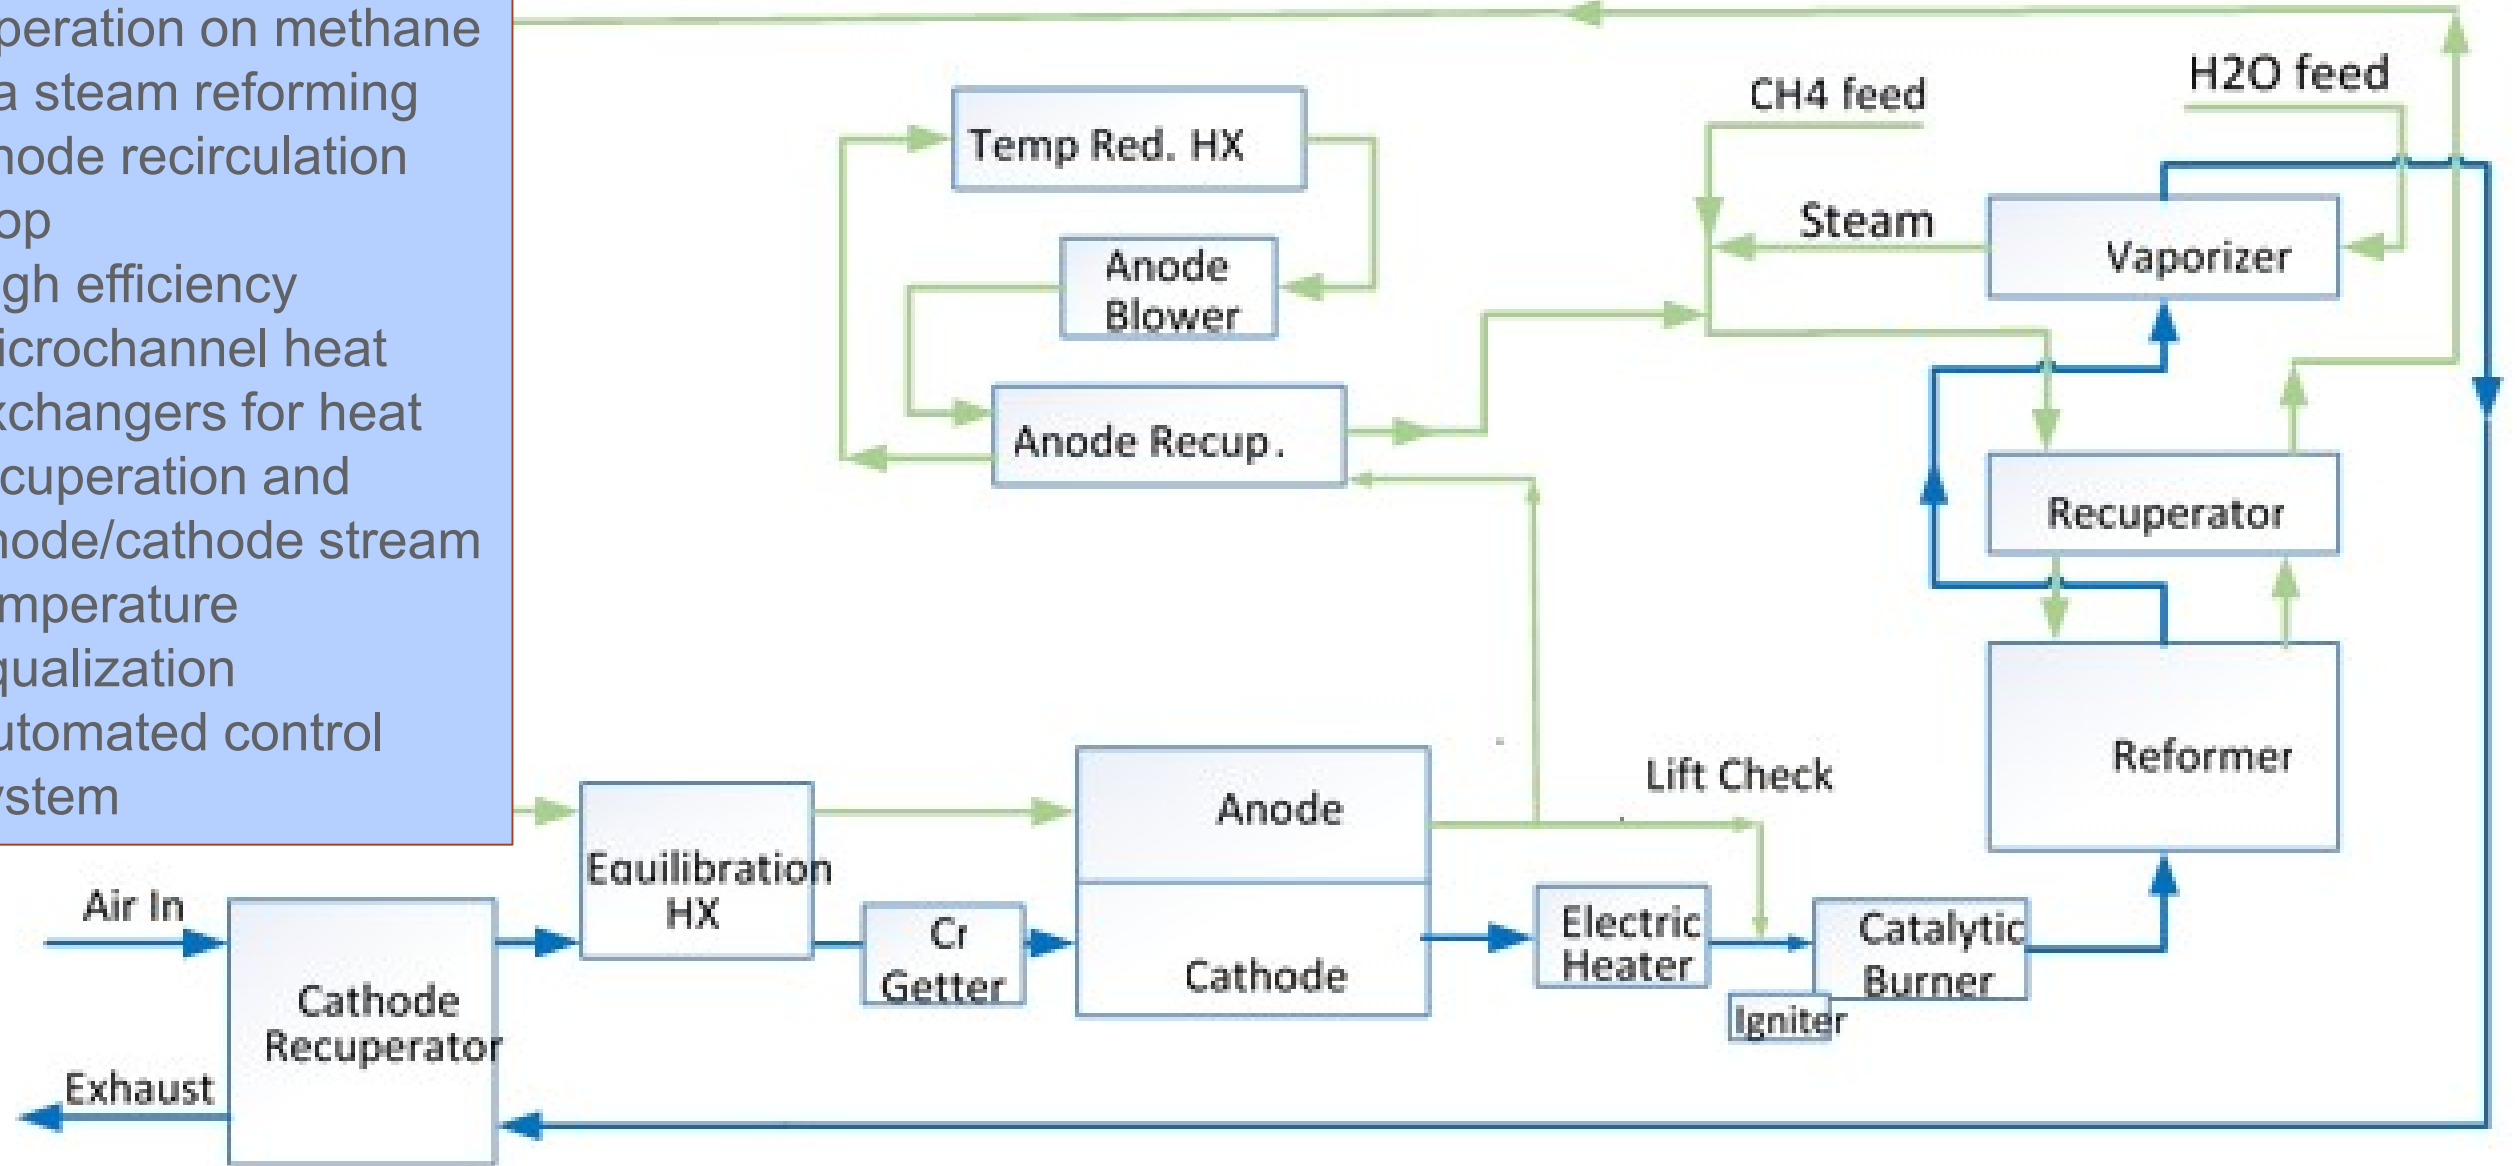 peration on methane
a steam reforming
node recirculation
op
gh efficiency
icrochannel heat
xchangers for heat
cuperation and
node/cathode stream
mperature
qualization
utomated control
ystem
CH4 feed
H2O feed
Temp Red. HX
Steam
Vaporizer
Anode
Blower
Anode Recup.
Recuperator
Reformer
Lift Check
Anode
Cathode
Equilibration
HX
Cr
Getter
Electric
Heater
Catalytic
Burner
Igniter
Air In
Cathode
Recuperator
Exhaust